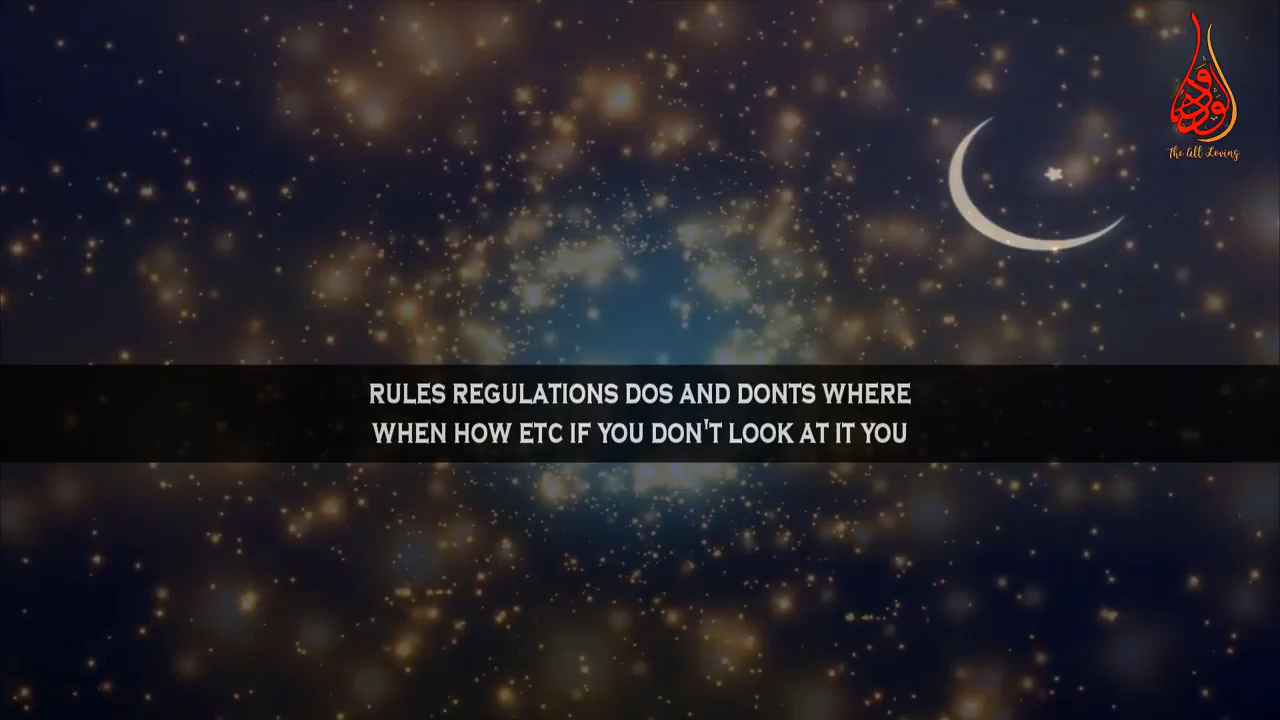 الودود
The All Loving
RULES REGULATIONS DOS AND DONTS WHERE
WHEN HOW ETC IF YOU DON'T LOOK AT IT YOU